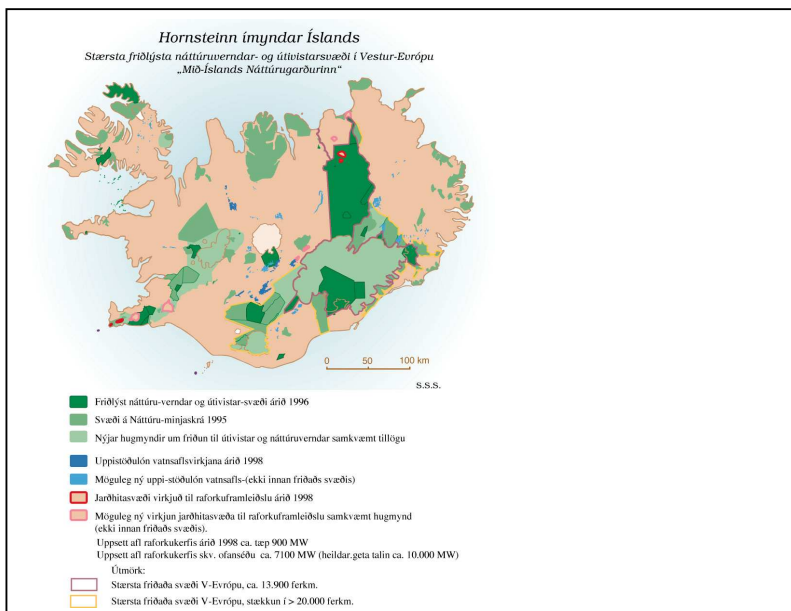 Hornsteinn ímyndar Íslands
Stærsta friðlýsta náttúruverndar- og útivistarsvæði í Vestur-Evrópu
„Mið-Íslands Náttúrugarðurinn“
0 50 100 km
s.s.s.
Friðlýst náttúru-verndar og útivistar-svæði árið 1996
Svæði á Náttúru-minjaskrá 1995
Nýjar hugmyndir um friðun til útivistar og náttúruverndar samkvæmt tillögu
Uppistöðulón vatnsaflsvirkjana árið 1998
Möguleg ný uppi-stöðulón vatnsafls-(ekki innan friðaðs svæðis)
Jarðhitasvæði virkjuð til raforkuframleiðslu árið 1998
Möguleg ný virkjun jarðhitasvæða til raforkuframleiðslu samkvæmt hugmynd
(ekki innan friðaðs svæðis).
Uppsett afl raforkukerfis árið 1998 ca. tæp 900 MW
Uppsett afl raforkukerfis skv. ofanséðu ca. 7100 MW (heildar.geta talin ca. 10.000 MW)
Útmörk:
Stærsta friðaða svæði V-Evrópu, ca. 13.900 ferkm.
Stærsta friðaða svæði V-Evrópu, stækkun í > 20.000 ferkm.